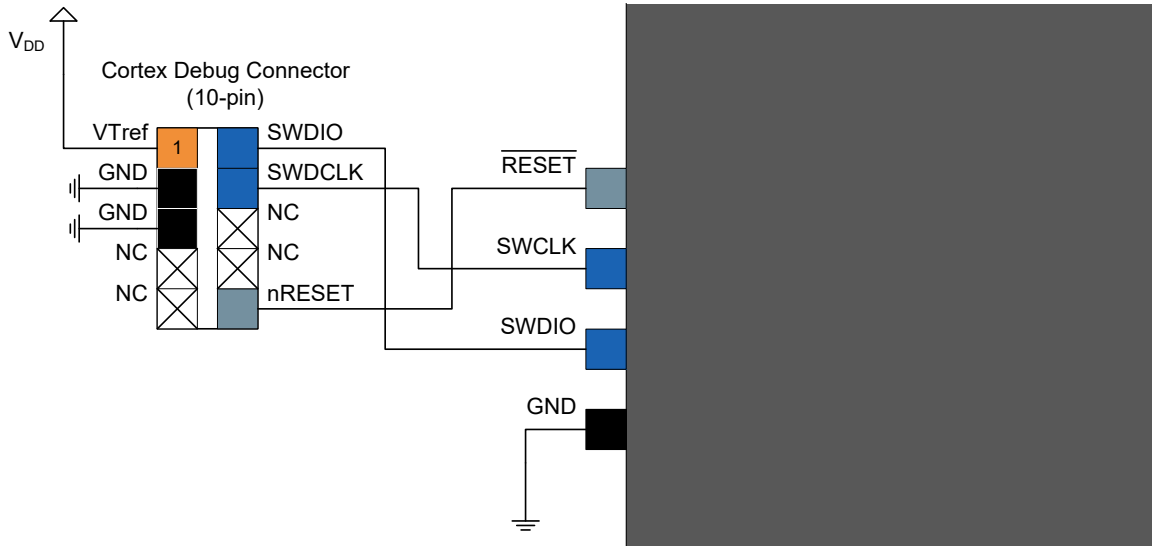 VDD
Cortex Debug Connector
(10-pin)
VTref
1
SWDIO
GND
SWDCLK
GND
NC
NC
NC
NC
nRESET
RESET
SWCLK
SWDIO
GND